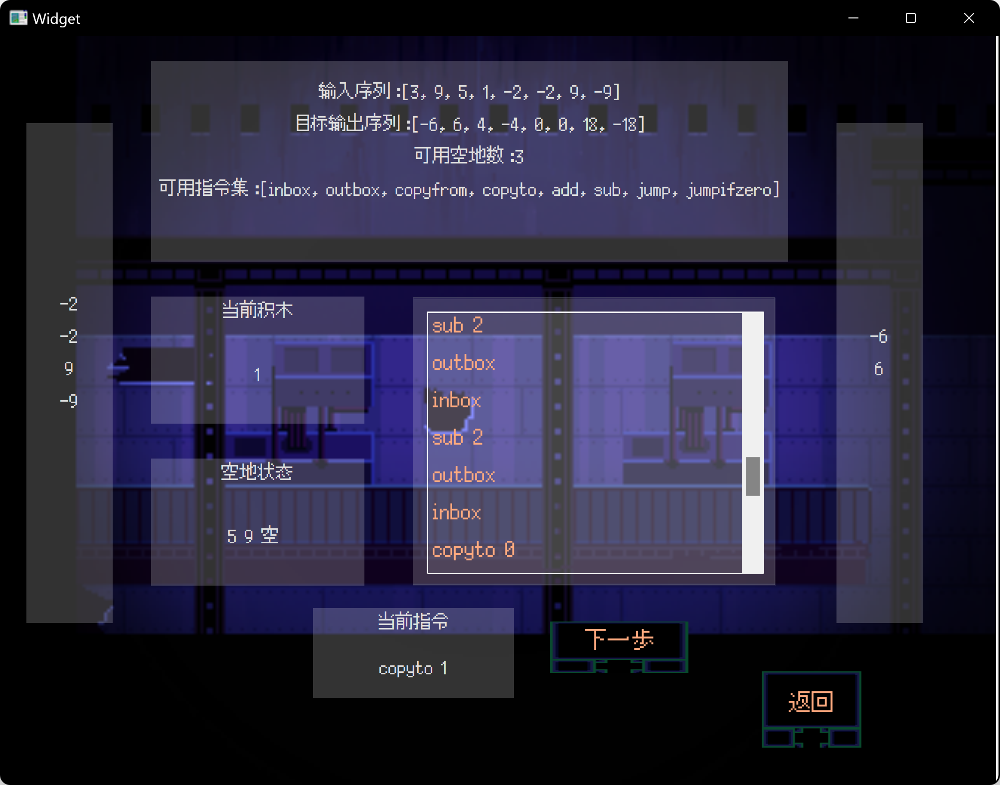 Widget
输入序列 :[3, 9, 5, 1, -2, -2, 9, -9]
目标输出序列 :[-6, 6, 4, -4, 0, 0, 18, -18]
可用空地数 :3
可用指令集 :[inbox, outbox, copyfrom, copyto, add, sub, jump, jumpifzero]
-2
-2
9
-9
当前积木
1
空地状态
5 9 空
sub 2
outbox
inbox
sub 2
outbox
inbox
copyto 0
-6
6
当前指令
copyto 1
下一步
返回